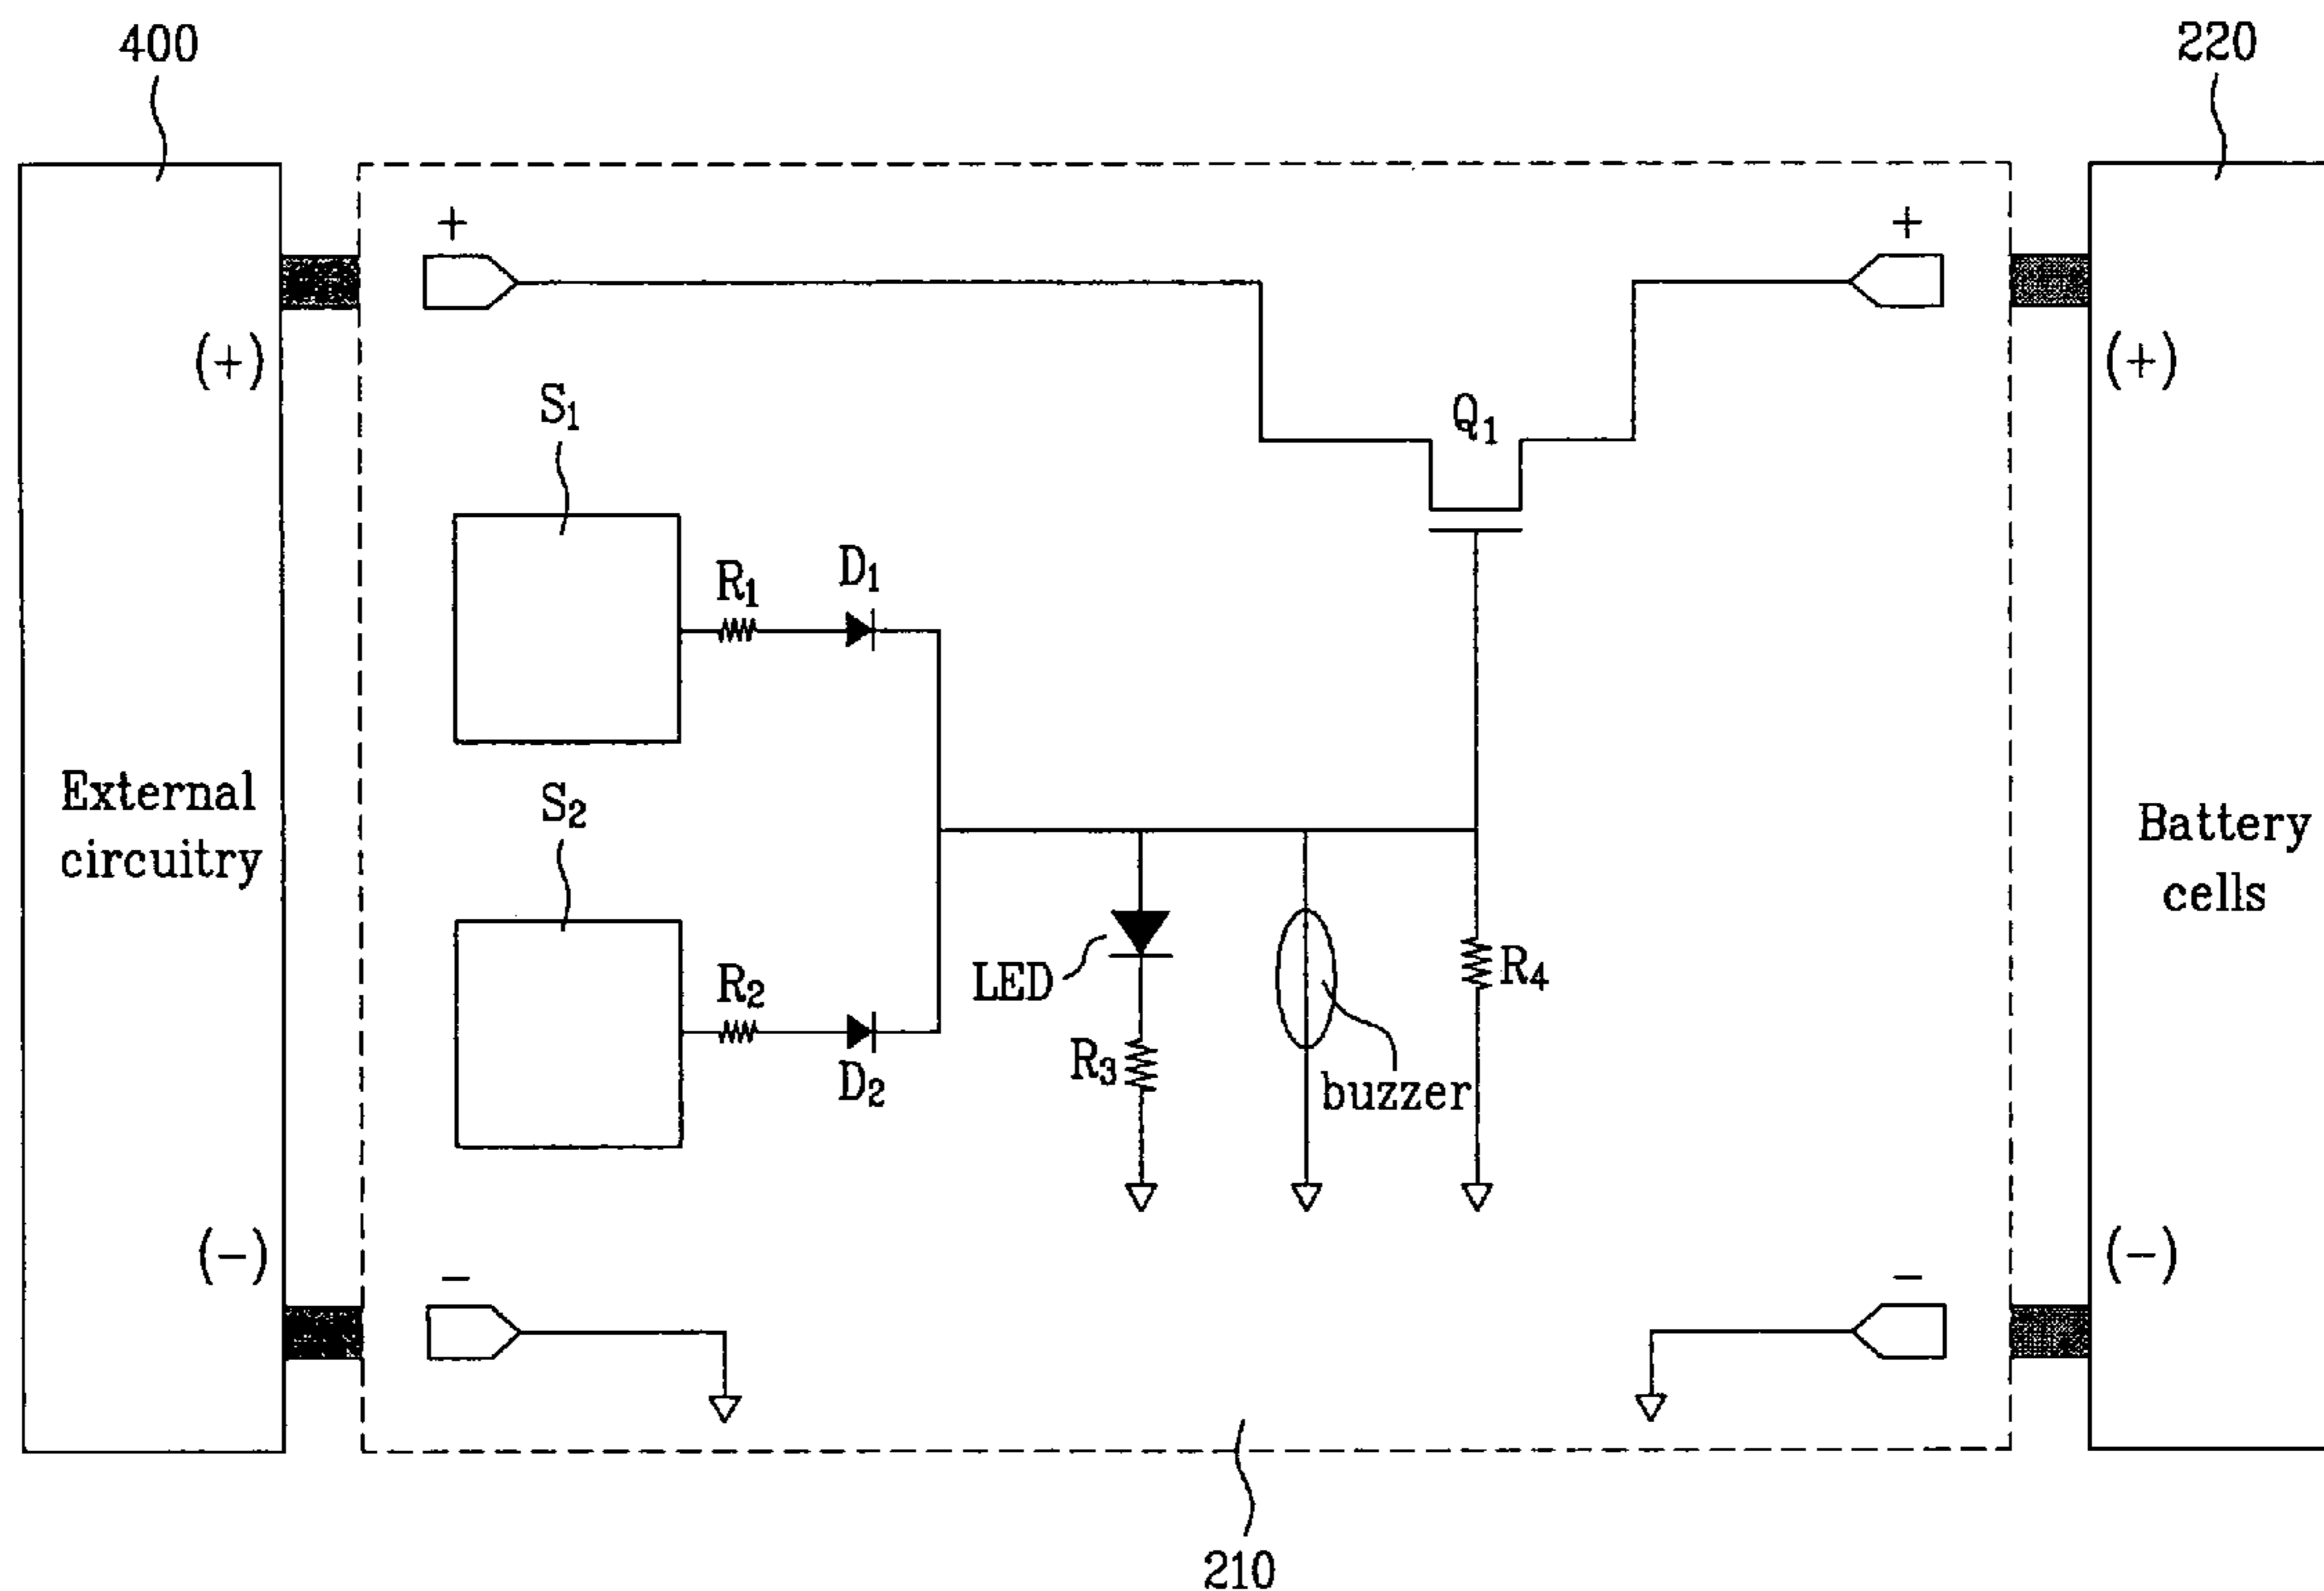 400
220
+
+
(+)
(+)
S1
Q1
R1
D1
External
circuitry
S2
Battery
cells
R2
D2
LED
R3
buzzer
R4
(-)
(-)
-
-
210